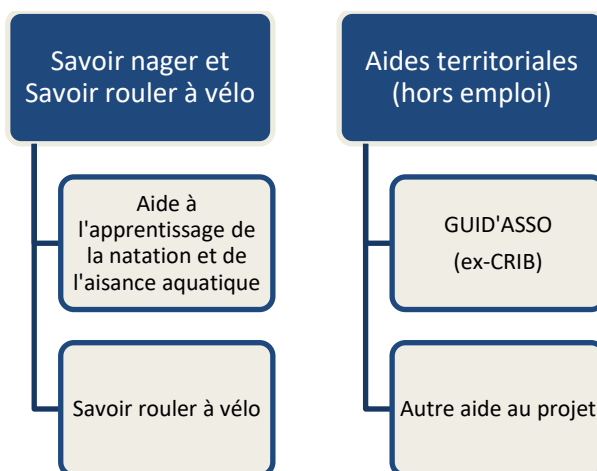 Savoir nager et
Savoir rouler à vélo
Aide à
l'apprentissage de
la natation et de
l'aisance aquatique
Savoir rouler à vélo
Aides territoriales
(hors emploi)
GUID'ASSO
(ex-CRIB)
Autre aide au projet